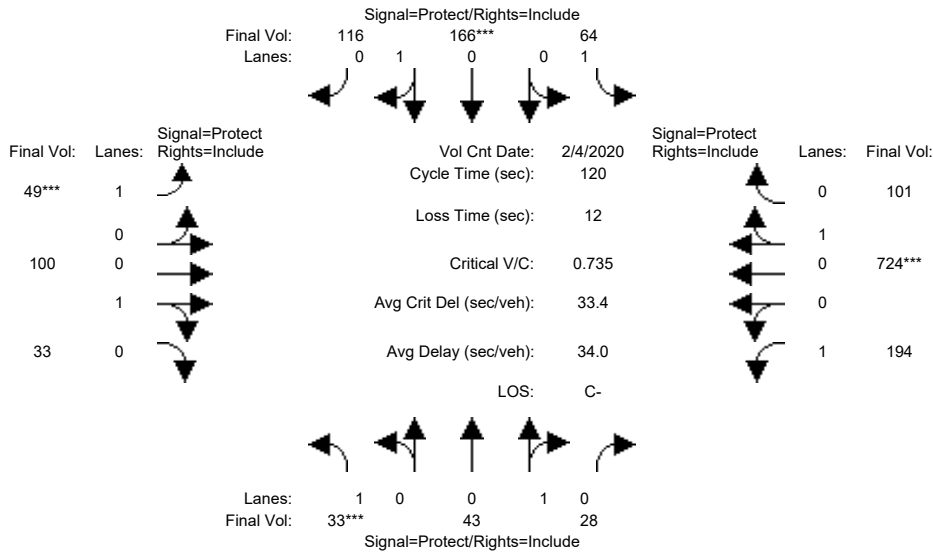 Signal=Protect/Rights=Include
Final Vol: 116 166*** 64
Lanes: 0 1 0 0 1
Signal=Protect
Final Vol: Lanes: Rights=Include
Vol Cnt Date: 2/4/2020
Signal=Protect
Rights=Include Lanes: Final Vol:
Cycle Time (sec): 120
49*** 1
0 101
Loss Time (sec): 12
0
1
100 0
Critical V/C: 0.735
0 724***
1
Avg Crit Del (sec/veh): 33.4
0
33 0
Avg Delay (sec/veh): 34.0
1 194
LOS: C-
Lanes: 1 0 0 1 0
Final Vol: 33*** 43 28
Signal=Protect/Rights=Include